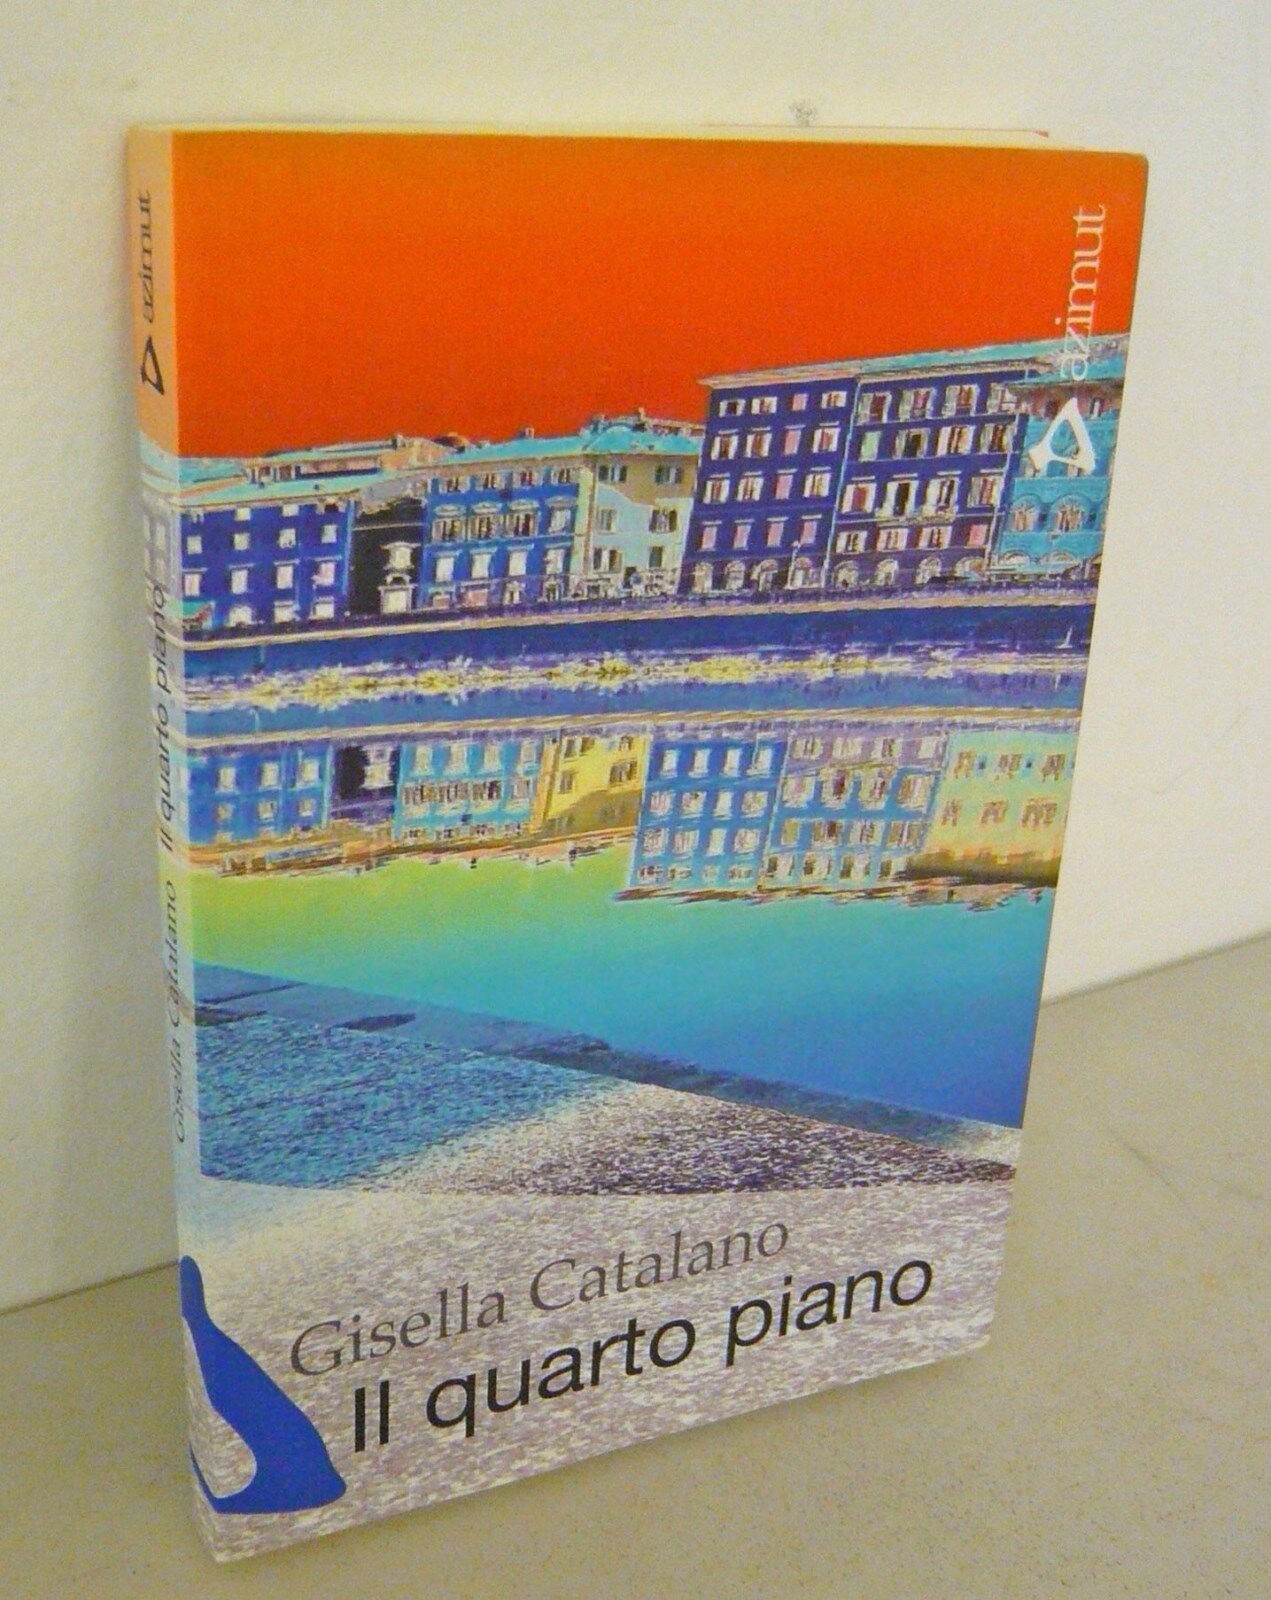 azimut
Il quarto piano
Gisella Catalano
azimut
Gisella Catalano
Il quarto piano